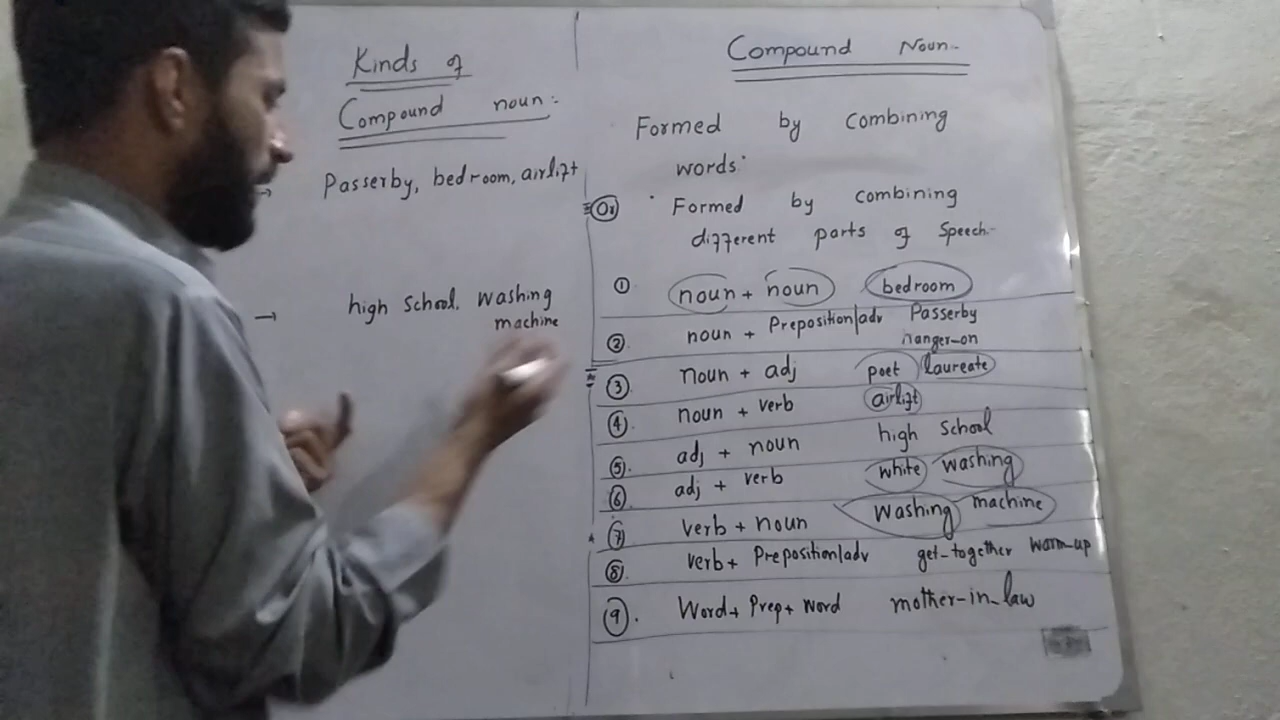 Kinds of
Compound noun:-
→ Passerby, bedroom, airlift
→ high School. Washing
machine
Compound Noun:-
Formed by combining
words.
Or Formed by combining
different parts of Speech.-
① noun + noun bedroom
② noun + Preposition/adv Passerby
hanger-on
③ noun + adj poet laureate
④ noun + verb airlift
⑤. adj + noun high School
⑥ adj + verb white washing
⑦ verb + noun Washing machine
⑧ verb + Preposition/adv get-together warm-up
⑨. Word + Prep + word mother-in-law